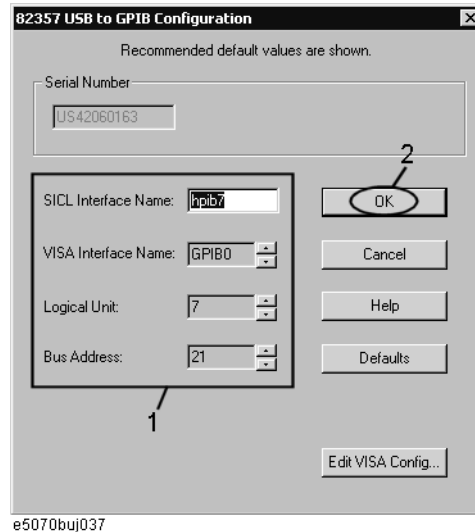 82357 USB to GPIB Configuration
Recommended default values are shown.
Serial Number
US42060163
2
SICL Interface Name: hpib7 OK
VISA Interface Name: GPIB0 Cancel
Logical Unit: 7 Help
Bus Address: 21 Defaults
1
Edit VISA Config...
e5070buj037